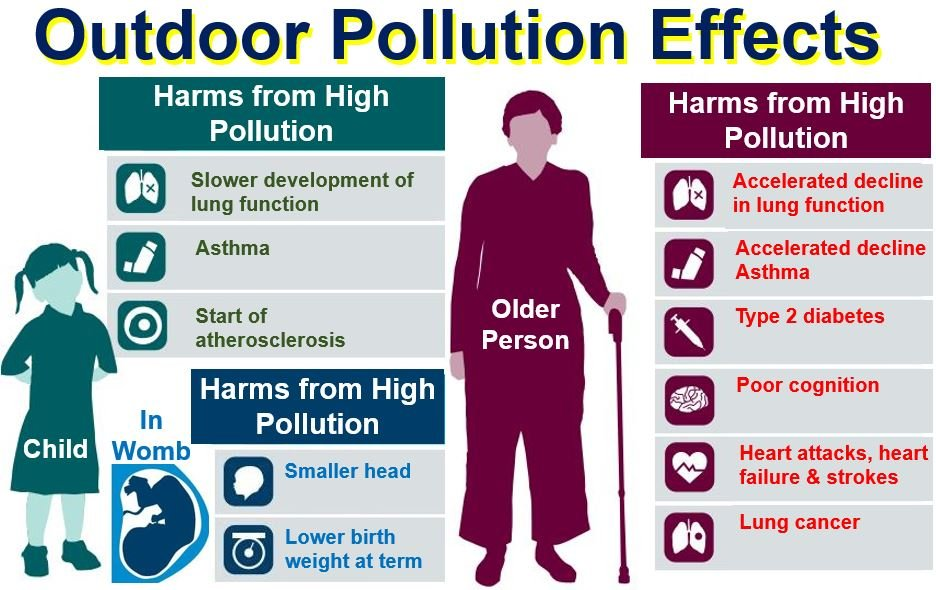 Outdoor Pollution Effects
Harms from High
Pollution
Slower development of
lung function
Asthma
Start of
atherosclerosis
Child
In
Womb
Harms from High
Pollution
Smaller head
Lower birth
weight at term
Older
Person
Harms from High
Pollution
Accelerated decline
in lung function
Accelerated decline
Asthma
Type 2 diabetes
Poor cognition
Heart attacks, heart
failure & strokes
Lung cancer